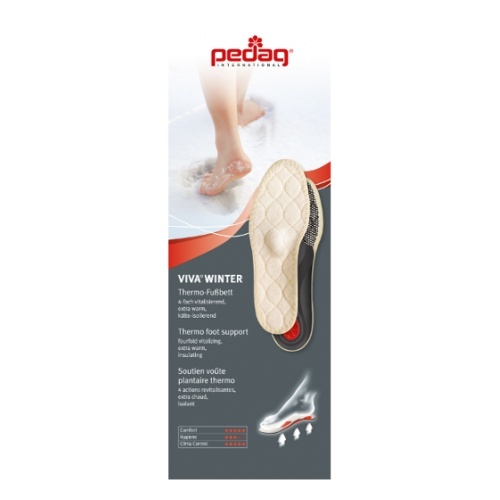 pedag®
INTERNATIONAL
VIVA® WINTER
Thermo-Fußbett
4-fach vitalisierend,
extra warm,
kälte-isolierend
Thermo foot support
fourfold vitalizing,
extra warm,
insulating
Soutien voûte
plantaire thermo
4 actions revitalisantes,
extra chaud,
isolant
Comfort ★★★★★
Hygiene ★★★
Clima Control ★★★★★